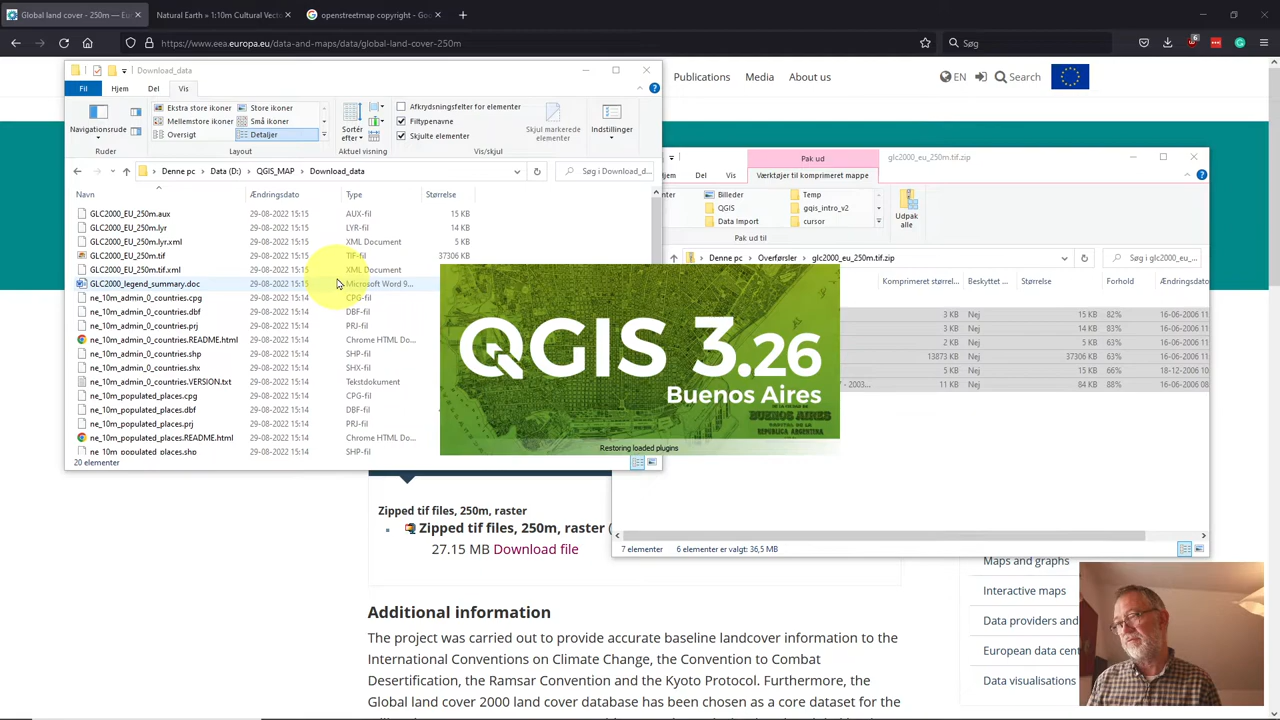 Global land cover - 250m — Eur
Natural Earth » 1:10m Cultural Vecto
openstreetmap copyright - Goo
https://www.eea.europa.eu/data-and-maps/data/global-land-cover-250m
Søg
Publications
Media
About us
EN
Search
Download_data
Fil
Hjem
Del
Vis
Navigationsrude
Ekstra store ikoner
Store ikoner
Mellemstore ikoner
Små ikoner
Oversigt
Detaljer
Sortér efter
Afkrydsningsfelter for elementer
Filtypenavne
Skjulte elementer
Skjul markerede elementer
Indstillinger
Ruder
Layout
Aktuel visning
Vis/skjul
Denne pc
Data (D:)
QGIS_MAP
Download_data
Søg i Download_d...
Navn
Ændringsdato
Type
Størrelse
GLC2000_EU_250m.aux 29-08-2022 15:15 AUX-fil 15 KB
GLC2000_EU_250m.lyr 29-08-2022 15:15 LYR-fil 14 KB
GLC2000_EU_250m.lyr.xml 29-08-2022 15:15 XML Document 5 KB
GLC2000_EU_250m.tif 29-08-2022 15:15 TIF-fil 37306 KB
GLC2000_EU_250m.tif.xml 29-08-2022 15:15 XML Document
GLC2000_legend_summary.doc 29-08-2022 15:15 Microsoft Word 9...
ne_10m_admin_0_countries.cpg 29-08-2022 15:14 CPG-fil
ne_10m_admin_0_countries.dbf 29-08-2022 15:14 DBF-fil
ne_10m_admin_0_countries.prj 29-08-2022 15:14 PRJ-fil
ne_10m_admin_0_countries.README.html 29-08-2022 15:14 Chrome HTML Do...
ne_10m_admin_0_countries.shp 29-08-2022 15:14 SHP-fil
ne_10m_admin_0_countries.shx 29-08-2022 15:14 SHX-fil
ne_10m_admin_0_countries.VERSION.txt 29-08-2022 15:14 Tekstdokument
ne_10m_populated_places.cpg 29-08-2022 15:14 CPG-fil
ne_10m_populated_places.dbf 29-08-2022 15:14 DBF-fil
ne_10m_populated_places.prj 29-08-2022 15:14 PRJ-fil
ne_10m_populated_places.README.html 29-08-2022 15:14 Chrome HTML Do...
ne_10m_populated_places.shp 29-08-2022 15:14 SHP-fil
20 elementer
Pak ud
glc2000_eu_250m.tif.zip
jem
Del
Vis
Værktøjer til komprimeret mappe
Billeder
Temp
QGIS
qgis_intro_v2
Data Import
cursor
Udpak alle
Pak ud til
Denne pc
Overførsler
glc2000_eu_250m.tif.zip
Søg i glc2000_e...
Komprimeret størrel...
Beskyttet ...
Størrelse
Forhold
Ændringsdato
3 KB Nej 15 KB 82% 16-06-2006 11
3 KB Nej 14 KB 83% 16-06-2006
2 KB Nej 5 KB 63% 16-06-2006
13873 KB Nej 37306 KB 63% 16-06-2006
5 KB Nej 15 KB 66% 18-12-2006
- 2003... 11 KB Nej 84 KB 88% 16-06-2006 08
7 elementer
6 elementer er valgt: 36,5 MB
QGIS 3.26
Buenos Aires
BUENOS AIRES
Restoring loaded plugins
Zipped tif files, 250m, raster
Zipped tif files, 250m, raster (
27.15 MB Download file
Additional information
The project was carried out to provide accurate baseline landcover information to the
International Conventions on Climate Change, the Convention to Combat
Desertification, the Ramsar Convention and the Kyoto Protocol. Furthermore, the
Global land cover 2000 land cover database has been chosen as a core dataset for the
Maps and graphs
Interactive maps
Data providers and
European data cent
Data visualisations